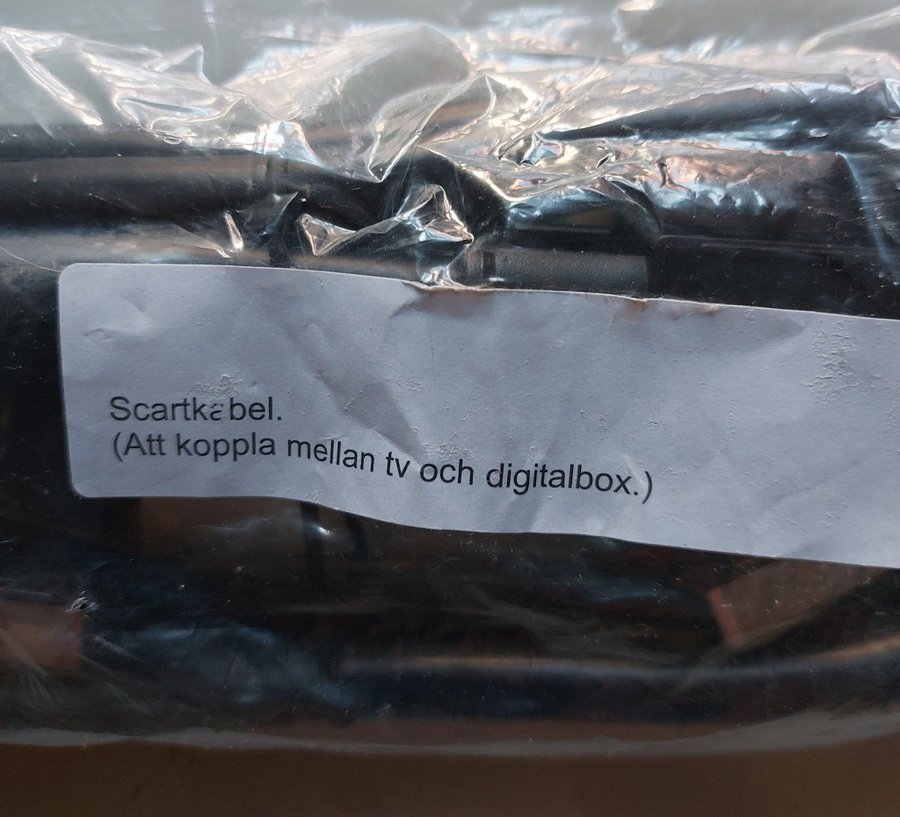 Scartkabel.
(Att koppla mellan tv och digitalbox.)